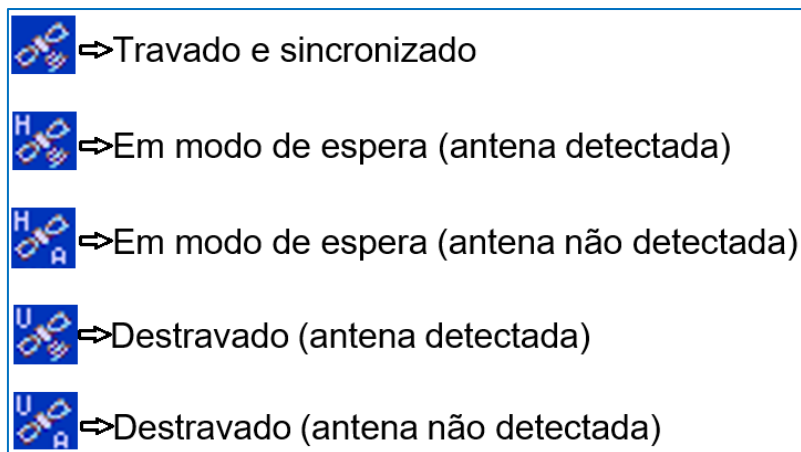 ⇨Travado e sincronizado
H ⇨Em modo de espera (antena detectada)
H A ⇨Em modo de espera (antena não detectada)
U ⇨Destravado (antena detectada)
U A ⇨Destravado (antena não detectada)